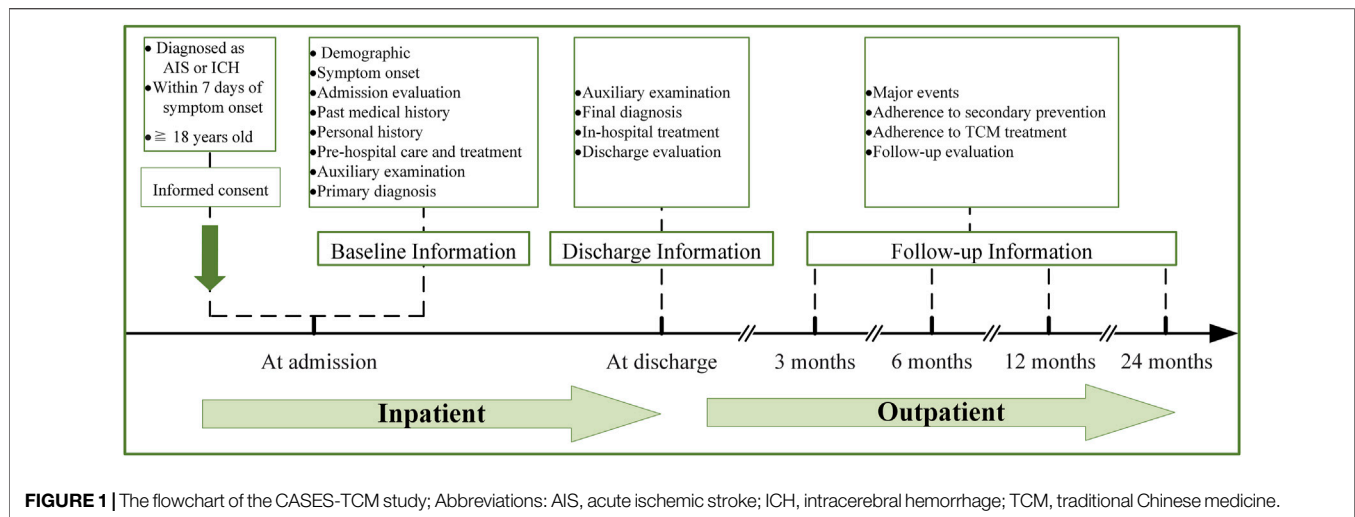 ● Diagnosed as
AIS or ICH
●Within 7 days of
symptom onset
●≧ 18 years old
Informed consent
● Demographic
●Symptom onset
●Admission evaluation
●Past medical history
●Personal history
●Pre-hospital care and treatment
●Auxiliary examination
●Primary diagnosis
Baseline Information
●Auxiliary examination
●Final diagnosis
●In-hospital treatment
●Discharge evaluation
Discharge Information
●Major events
●Adherence to secondary prevention
●Adherence to TCM treatment
●Follow-up evaluation
Follow-up Information
At admission
At discharge
3 months
6 months
12 months
24 months
Inpatient
Outpatient
FIGURE 1 | The flowchart of the CASES-TCM study; Abbreviations: AIS, acute ischemic stroke; ICH, intracerebral hemorrhage; TCM, traditional Chinese medicine.